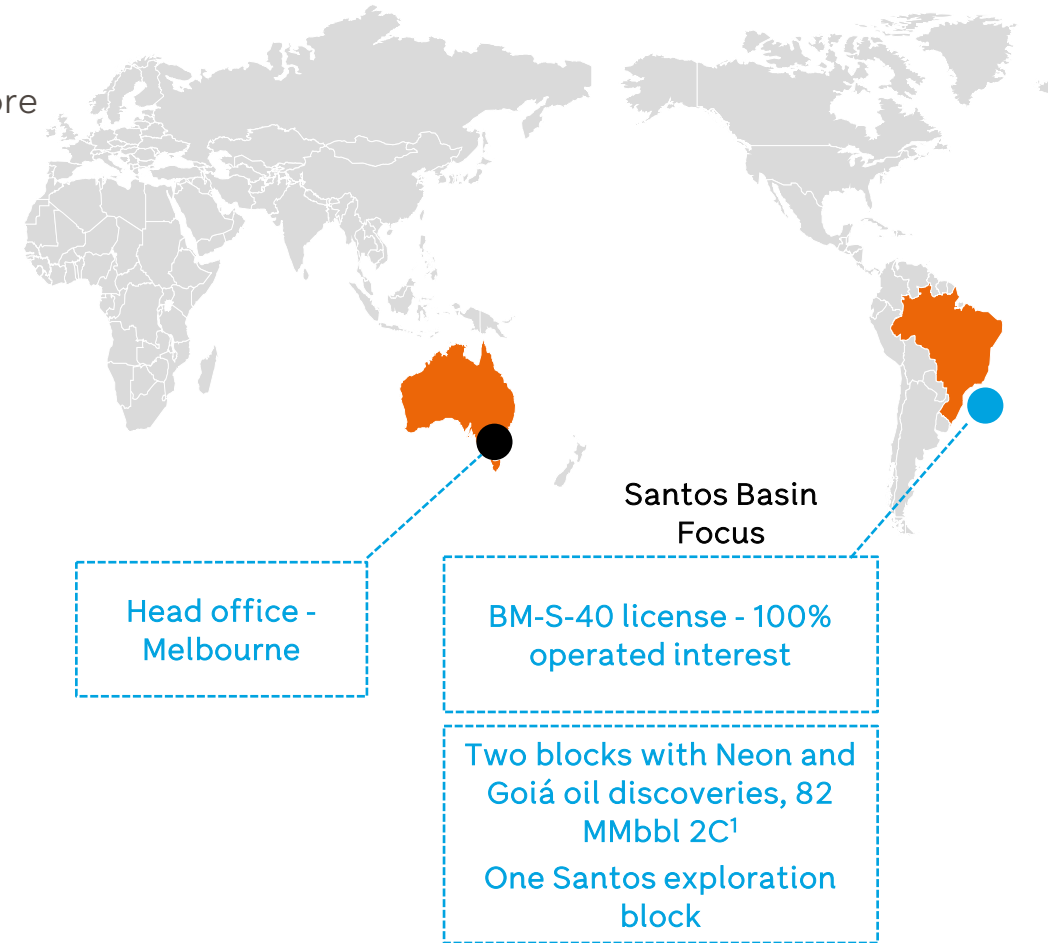 ore
Santos Basin
Focus
Head office -
Melbourne
BM-S-40 license - 100%
operated interest
Two blocks with Neon and
Goiá oil discoveries, 82
MMbbl 2C¹
One Santos exploration
block